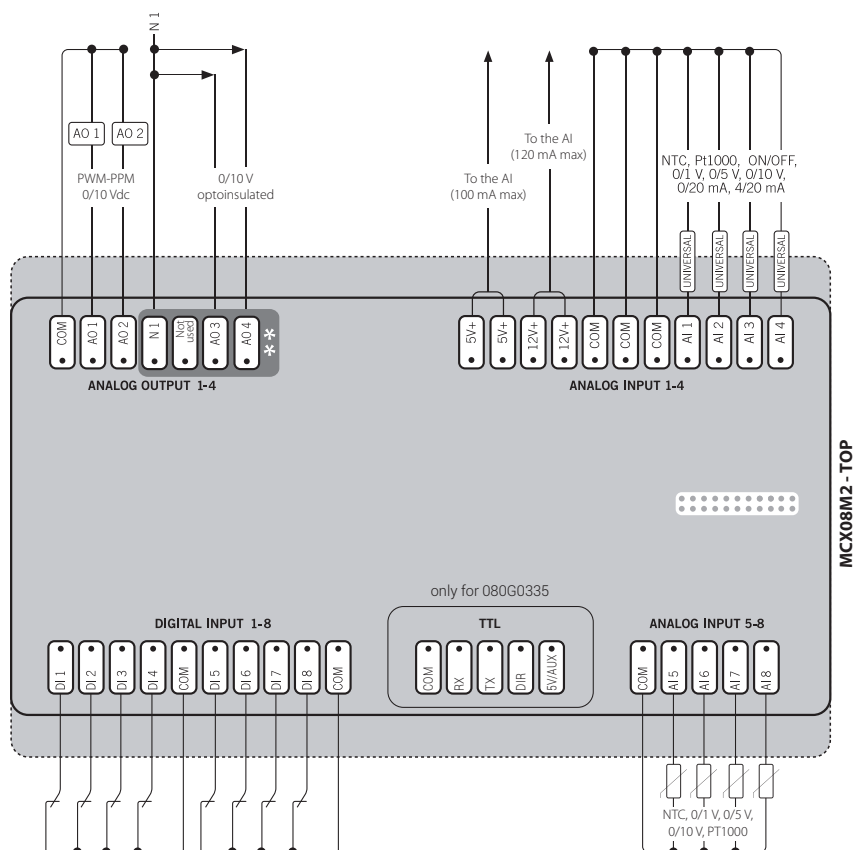 N 1
AO 1 AO 2
PWM-PPM
0/10 Vdc
0/10 V
optoinsulated
To the AI
(100 mA max)
To the AI
(120 mA max)
NTC, Pt1000, ON/OFF,
0/1 V, 0/5 V, 0/10 V,
0/20 mA, 4/20 mA
UNIVERSAL UNIVERSAL UNIVERSAL UNIVERSAL
COM AO 1 AO 2 N 1 Not used AO 3 AO 4 **
5V+ 5V+ 12V+ 12V+ COM COM COM AI 1 AI 2 AI 3 AI 4
ANALOG OUTPUT 1-4
ANALOG INPUT 1-4
MCX08M2 - TOP
only for 080G0335
DIGITAL INPUT 1-8
TTL
ANALOG INPUT 5-8
DI 1 DI 2 DI 3 DI 4 COM DI 5 DI 6 DI 7 DI 8 COM
COM RX TX DIR 5V/AUX
COM AI 5 AI 6 AI 7 AI 8
NTC, 0/1 V, 0/5 V,
0/10 V, PT1000